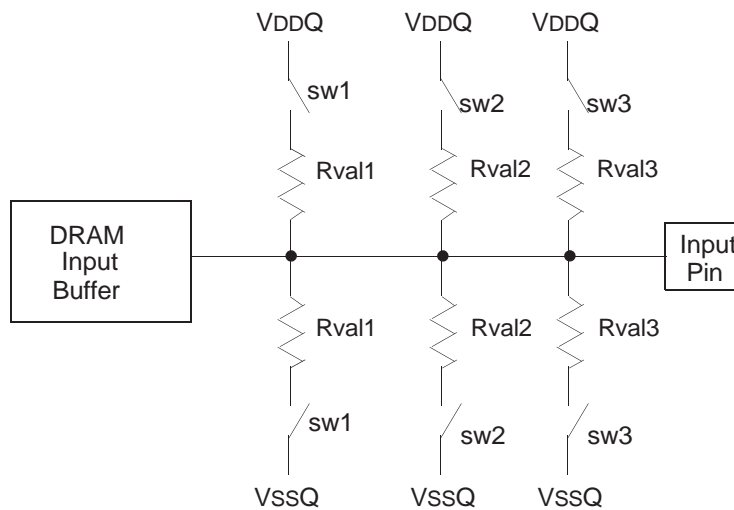 VDDQ VDDQ VDDQ
sw1 sw2 sw3
Rval1 Rval2 Rval3
DRAM
Input
Buffer
Input
Pin
Rval1 Rval2 Rval3
sw1 sw2 sw3
VSSQ VSSQ VSSQ